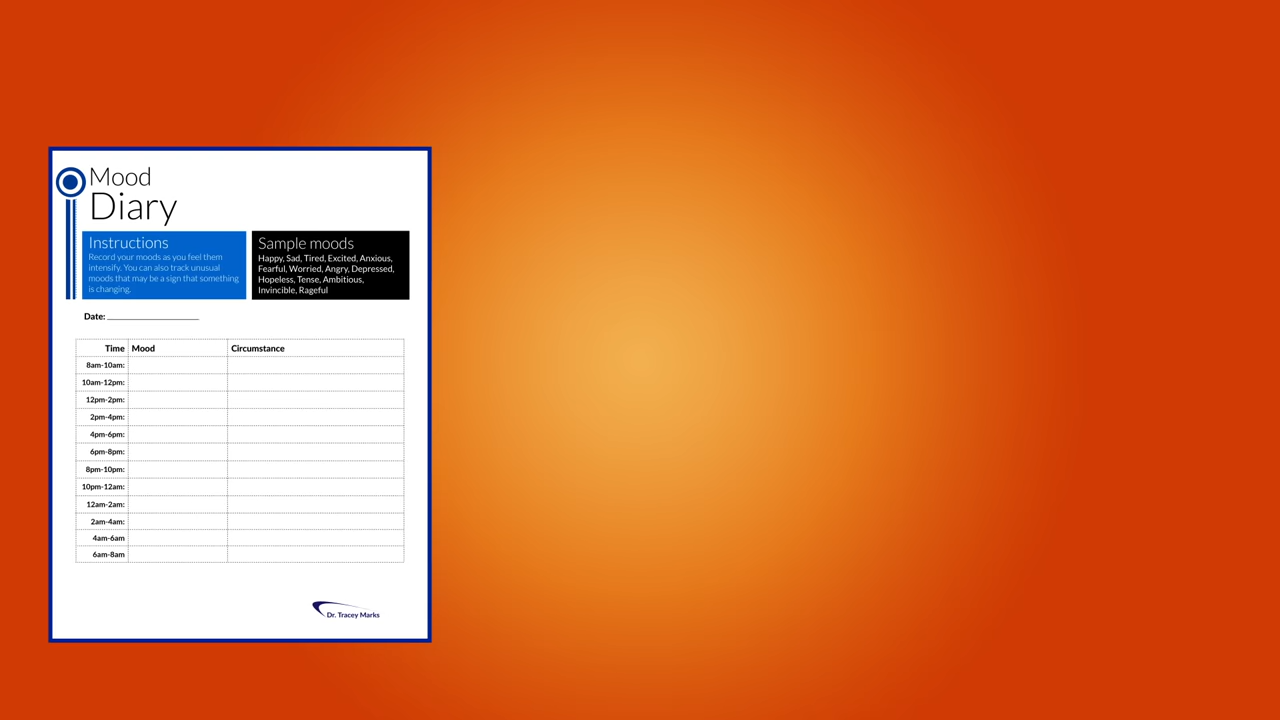 Mood
Diary
Instructions
Record your moods as you feel them
intensify. You can also track unusual
moods that may be a sign that something
is changing.
Sample moods
Happy, Sad, Tired, Excited, Anxious,
Fearful, Worried, Angry, Depressed,
Hopeless, Tense, Ambitious,
Invincible, Rageful
Date: ____________________
Time Mood Circumstance
8am-10am:
10am-12pm:
12pm-2pm:
2pm-4pm:
4pm-6pm:
6pm-8pm:
8pm-10pm:
10pm-12am:
12am-2am:
2am-4am:
4am-6am
6am-8am
Dr. Tracey Marks